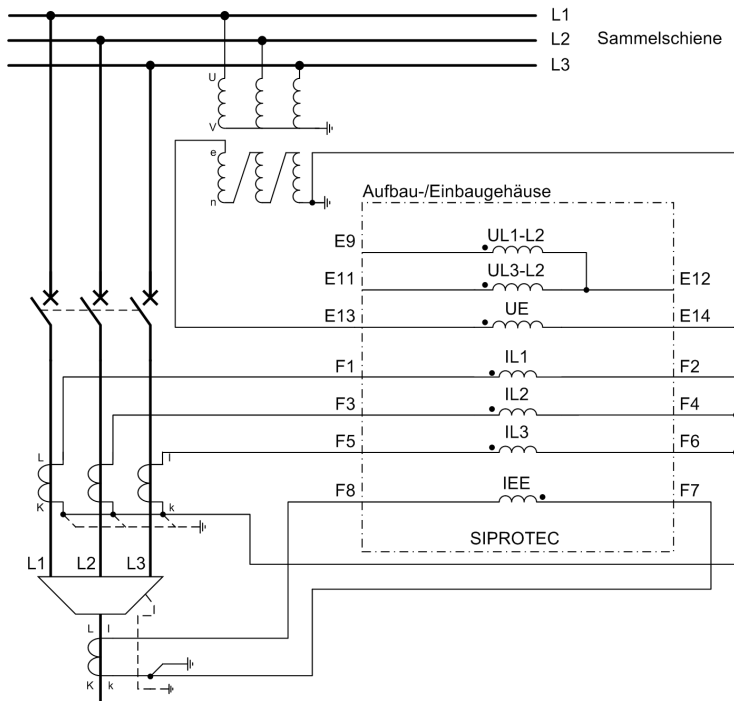 L1
L2 Sammelschiene
L3
U
V
e
n
Aufbau-/Einbaugehäuse
E9 UL1-L2
E11 UL3-L2 E12
E13 UE E14
F1 IL1 F2
F3 IL2 F4
F5 IL3 F6
L l
K k
F8 IEE F7
SIPROTEC
L1 L2 L3
L l
K k